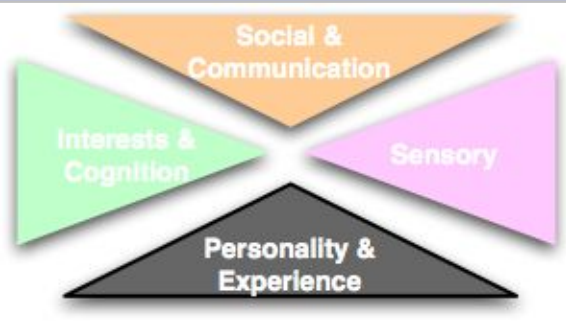 Social &
Communication
Interests &
Cognition
Sensory
Personality &
Experience